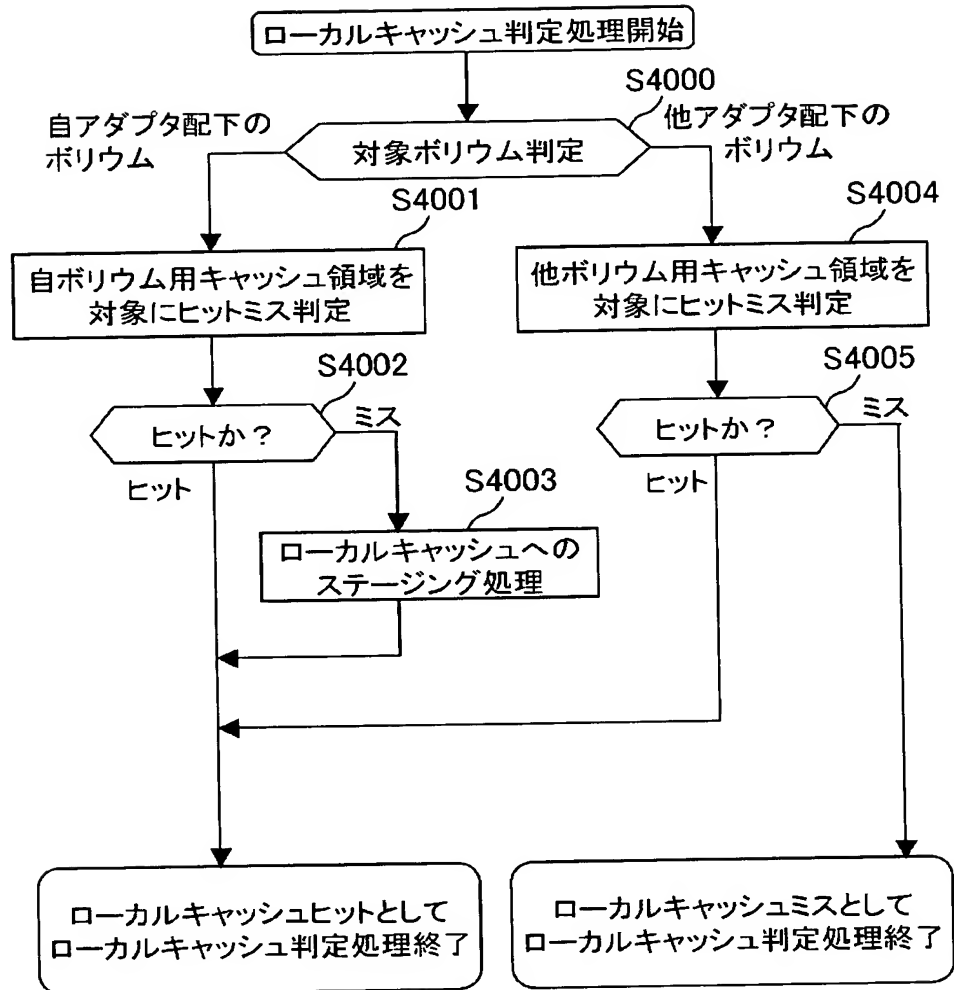 ローカルキャッシュ判定処理開始
S4000
自アダプタ配下の
ボリウム
対象ボリウム判定
他アダプタ配下の
ボリウム
S4001
自ボリウム用キャッシュ領域を
対象にヒットミス判定
S4004
他ボリウム用キャッシュ領域を
対象にヒットミス判定
S4002
ヒットか?
ミス
ヒット
S4005
ヒットか?
ミス
ヒット
S4003
ローカルキャッシュへの
ステージング処理
ローカルキャッシュヒットとして
ローカルキャッシュ判定処理終了
ローカルキャッシュミスとして
ローカルキャッシュ判定処理終了